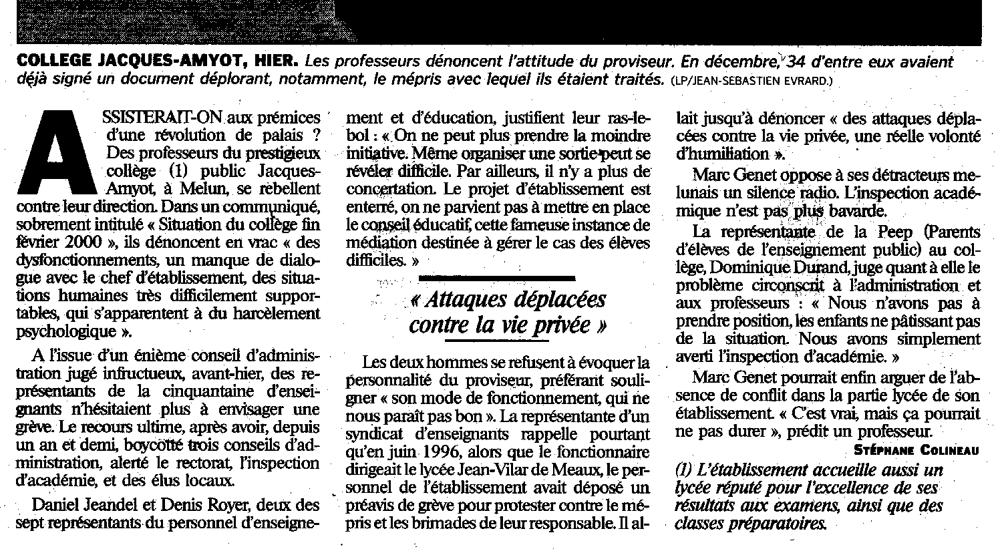 COLLEGE JACQUES-AMYOT, HIER. Les professeurs dénoncent l'attitude du proviseur. En décembre, 34 d'entre eux avaient
déjà signé un document déplorant, notamment, le mépris avec lequel ils étaient traités. (LP/JEAN-SEBASTIEN EVRARD.)
ASSISTERAIT-ON aux prémices
d'une révolution de palais ?
Des professeurs du prestigieux
collège (1) public Jacques-
Amyot, à Melun, se rebellent
contre leur direction. Dans un communiqué,
sobrement intitulé « Situation du collège fin
février 2000 », ils dénoncent en vrac « des
dysfonctionnements, un manque de dialo-
gue avec le chef d'établissement, des situa-
tions humaines très difficilement suppor-
tables, qui s'apparentent à du harcèlement
psychologique ».
A l'issue d'un énième conseil d'adminis-
tration jugé infructueux, avant-hier, des re-
présentants de la cinquantaine d'ensei-
gnants n'hésitaient plus à envisager une
grève. Le recours ultime, après avoir, depuis
un an et demi, boycotté trois conseils d'ad-
ministration, alerté le rectorat, l'inspection
d'académie, et des élus locaux.
Daniel Jeandel et Denis Royer, deux des
sept représentants du personnel d'enseigne-
ment et d'éducation, justifient leur ras-le-
bol : « On ne peut plus prendre la moindre
initiative. Même organiser une sortie peut se
révéler difficile. Par ailleurs, il n'y a plus de
concertation. Le projet d'établissement est
enterré, on ne parvient pas à mettre en place
le conseil éducatif, cette fameuse instance de
médiation destinée à gérer le cas des élèves
difficiles. »
« Attaques déplacées
contre la vie privée »
Les deux hommes se refusent à évoquer la
personnalité du proviseur, préférant souli-
gner « son mode de fonctionnement, qui ne
nous paraît pas bon ». La représentante d'un
syndicat d'enseignants rappelle pourtant
qu'en juin 1996, alors que le fonctionnaire
dirigeait le lycée Jean-Vilar de Meaux, le per-
sonnel de l'établissement avait déposé un
préavis de grève pour protester contre le mé-
pris et les brimades de leur responsable. Il al-
lait jusqu'à dénoncer « des attaques dépla-
cées contre la vie privée, une réelle volonté
d'humiliation ».
Marc Genet oppose à ses détracteurs me-
lunais un silence radio. L'inspection acadé-
mique n'est pas plus bavarde.
La représentante de la Peep (Parents
d'élèves de l'enseignement public) au col-
lège, Dominique Durand, juge quant à elle le
problème circonscrit à l'administration et
aux professeurs : « Nous n'avons pas à
prendre position, les enfants ne pâtissant pas
de la situation. Nous avons simplement
averti l'inspection d'académie. »
Marc Genet pourrait enfin arguer de l'ab-
sence de conflit dans la partie lycée de son
établissement. « C'est vrai, mais ça pourrait
ne pas durer », prédit un professeur.
STÉPHANE COLINEAU
(1) L'établissement accueille aussi un
lycée réputé pour l'excellence de ses
résultats aux examens, ainsi que des
classes préparatoires.